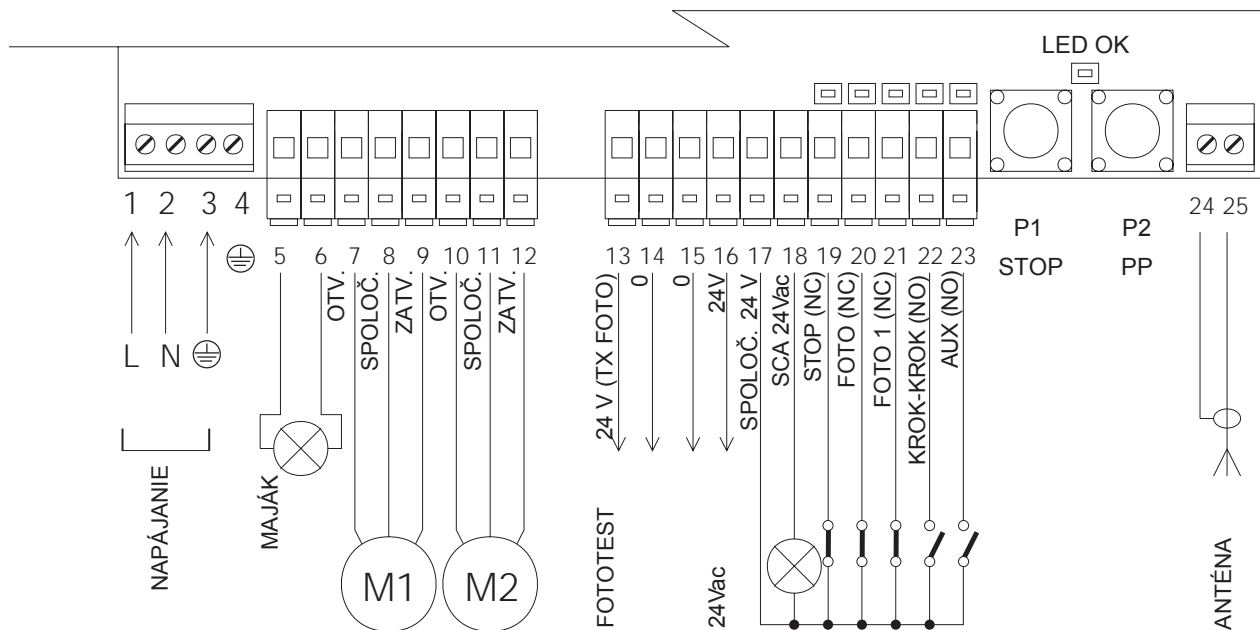 LED OK
1 2 3 4
5 6 7 8 9 10 11 12
13 14 15 16 17 18 19 20 21 22 23
24 25
P1
STOP
P2
PP
L N
OTV.
SPOLOČ.
ZATV.
OTV.
SPOLOČ.
ZATV.
24 V (TX FOTO)
0
0
24V
SPOLOČ. 24 V
SCA 24Vac
STOP (NC)
FOTO (NC)
FOTO 1 (NC)
KROK-KROK (NO)
AUX (NO)
NAPÁJANIE
MAJÁK
M1
M2
FOTOTEST
24Vac
ANTÉNA